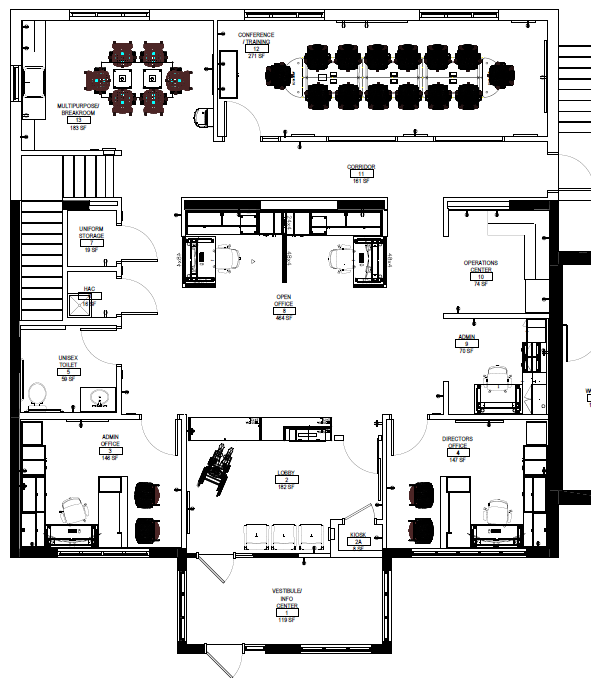 CONFERENCE
/ TRAINING
12
271 SF
MULTIPURPOSE/
BREAKROOM
13
183 SF
CORRIDOR
11
161 SF
UNIFORM
STORAGE
7
19 SF
OPERATIONS
CENTER
10
74 SF
HAC
16 SF
OPEN
OFFICE
8
464 SF
ADMIN
9
70 SF
UNISEX
TOILET
5
59 SF
ADMIN
OFFICE
3
146 SF
DIRECTORS
OFFICE
4
147 SF
LOBBY
2
182 SF
KIOSK
2A
8 SF
VESTIBULE/
INFO
CENTER
1
119 SF